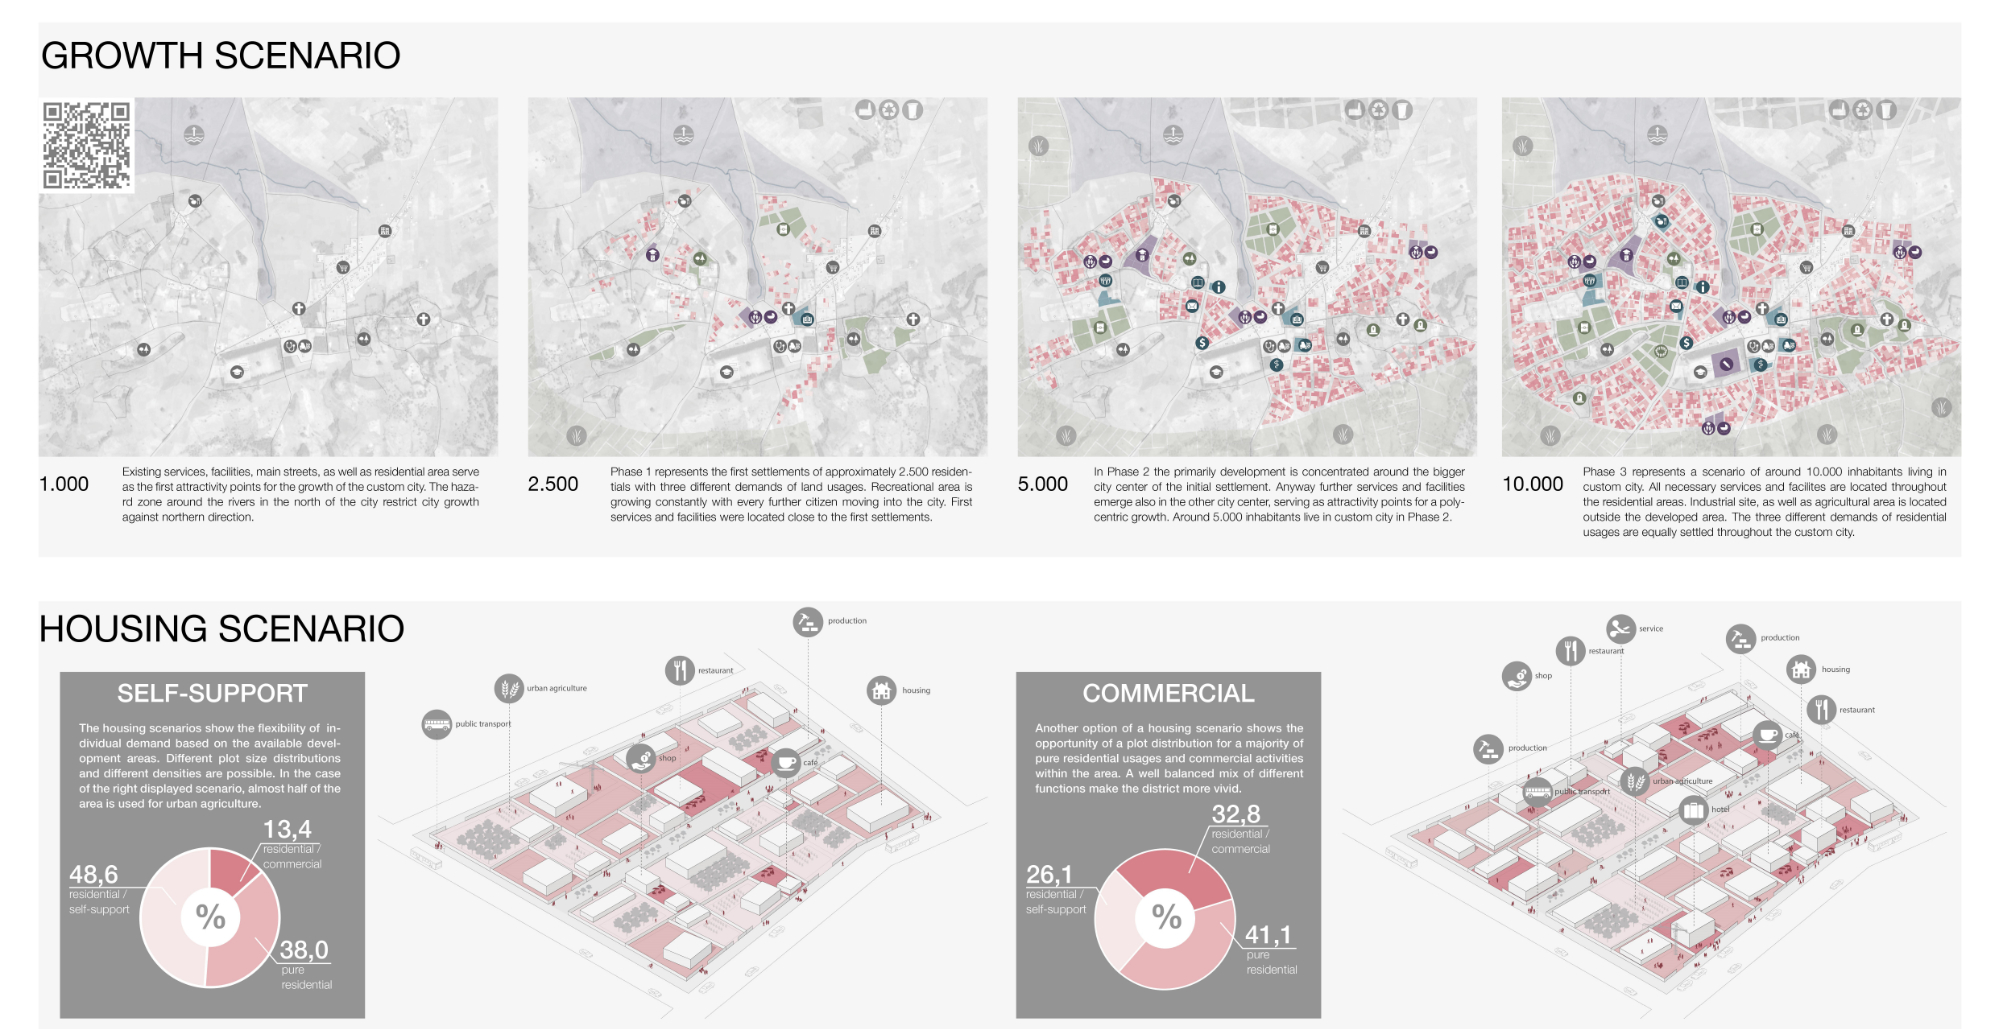 GROWTH SCENARIO
1.000
Existing services, facilities, main streets, as well as residential area serve
as the first attractivity points for the growth of the custom city. The haza-
rd zone around the rivers in the north of the city restrict city growth
against northern direction.
2.500
Phase 1 represents the first settlements of approximately 2.500 residen-
tials with three different demands of land usages. Recreational area is
growing constantly with every further citizen moving into the city. First
services and facilities were located close to the first settlements.
5.000
In Phase 2 the primarily development is concentrated around the bigger
city center of the initial settlement. Anyway further services and facilities
emerge also in the other city center, serving as attractivity points for a poly-
centric growth. Around 5.000 inhabitants live in custom city in Phase 2.
10.000
Phase 3 represents a scenario of around 10.000 inhabitants living in
custom city. All necessary services and facilites are located throughout
the residential areas. Industrial site, as well as agricultural area is located
outside the developed area. The three different demands of residential
usages are equally settled throughout the custom city.
HOUSING SCENARIO
SELF-SUPPORT
The housing scenarios show the flexibility of in-
dividual demand based on the available devel-
opment areas. Different plot size distributions
and different densities are possible. In the case
of the right displayed scenario, almost half of the
area is used for urban agriculture.
13,4
residential /
commercial
48,6
residential /
self-support
%
38,0
pure
residential
production
restaurant
urban agriculture
housing
public transport
shop
café
COMMERCIAL
Another option of a housing scenario shows the
opportunity of a plot distribution for a majority of
pure residential usages and commercial activities
within the area. A well balanced mix of different
functions make the district more vivid.
32,8
residential /
commercial
26,1
residential /
self-support
%
41,1
pure
residential
service
production
restaurant
housing
shop
restaurant
café
production
urban agriculture
public transport
hotel